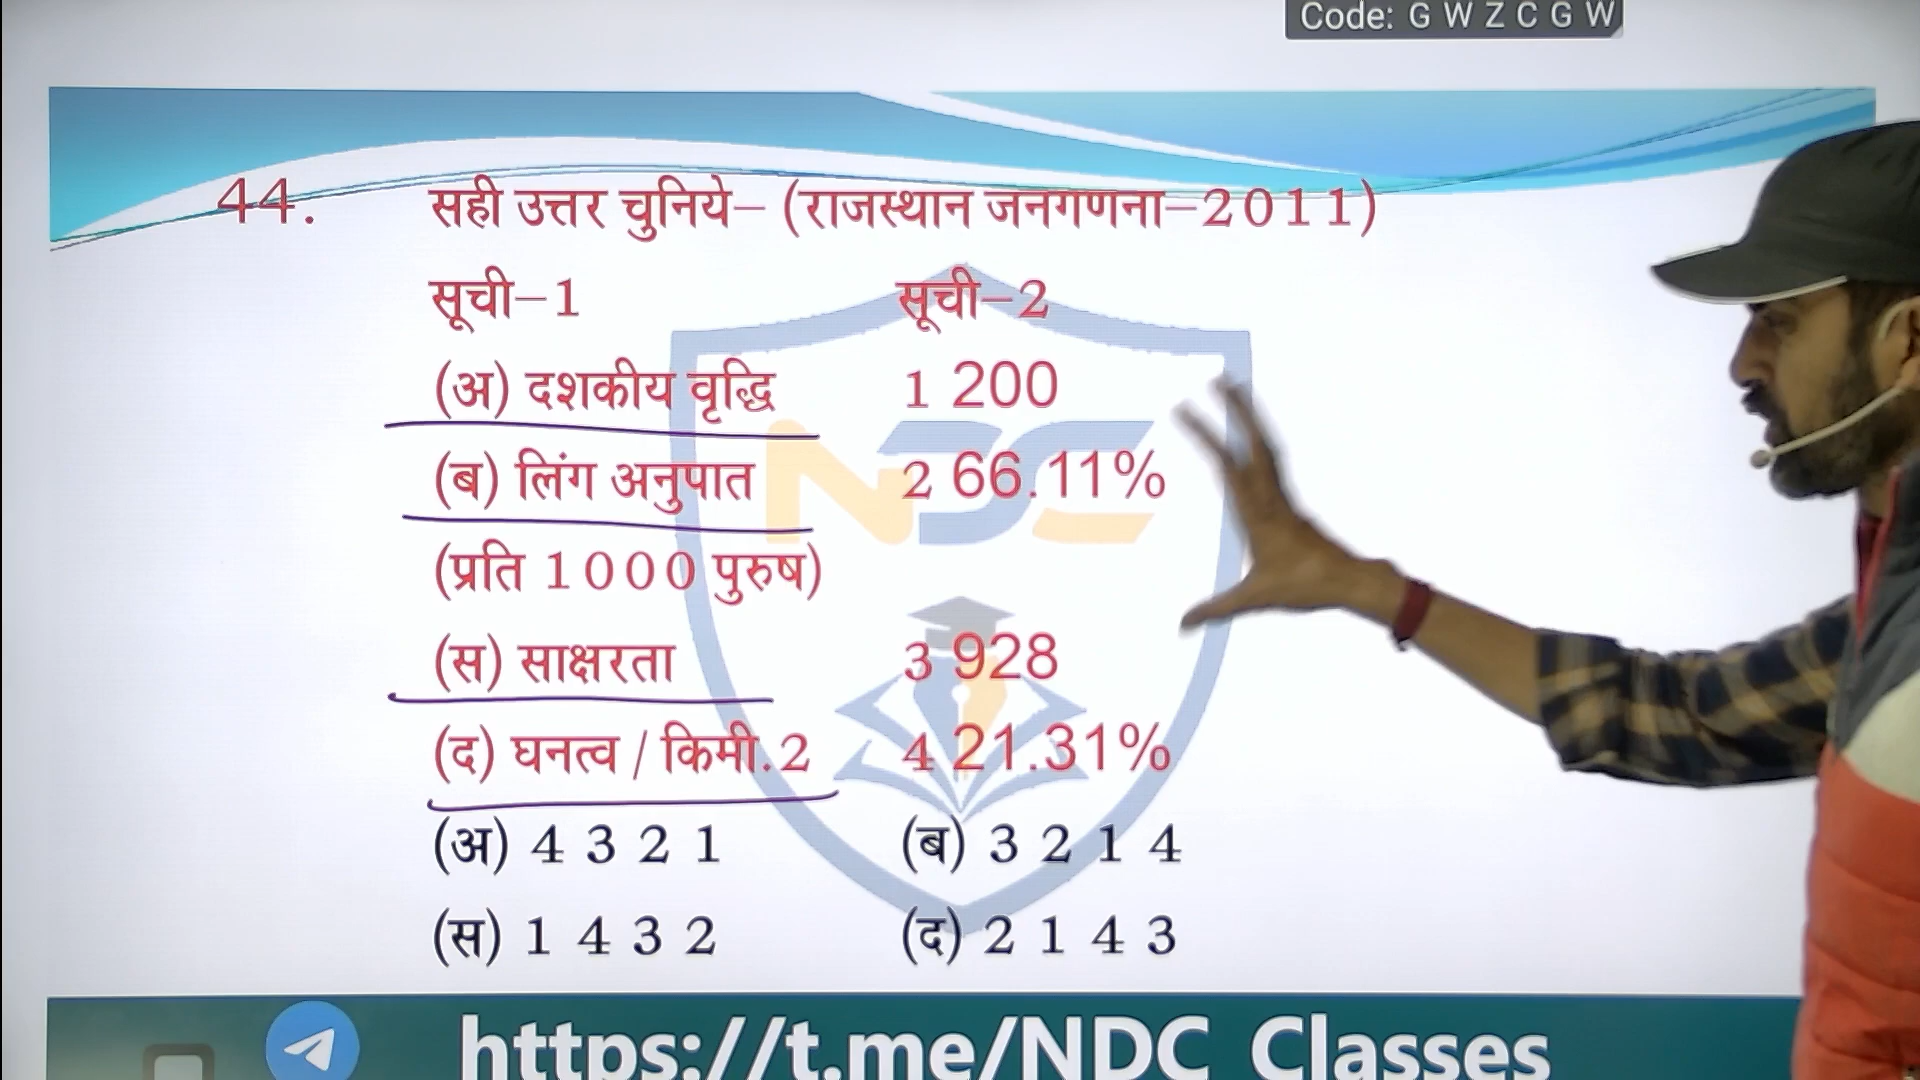 Code: G W Z C G W
44. सही उत्तर चुनिये– (राजस्थान जनगणना–2011)
सूची–1 सूची–2
(अ) दशकीय वृद्धि 1 200
(ब) लिंग अनुपात 2 66.11%
(प्रति 1000 पुरुष)
(स) साक्षरता 3 928
(द) घनत्व / किमी.2 4 21.31%
(अ) 4 3 2 1 (ब) 3 2 1 4
(स) 1 4 3 2 (द) 2 1 4 3
NDC
https://t.me/NDC_Classes